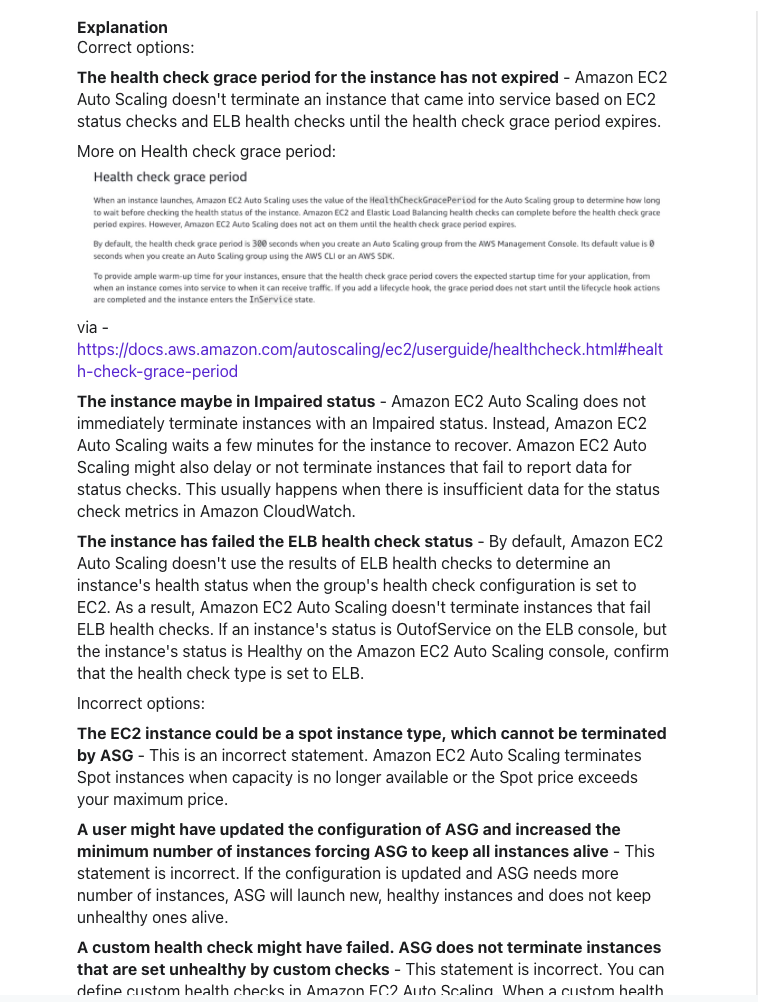 Explanation
Correct options:
The health check grace period for the instance has not expired - Amazon EC2
Auto Scaling doesn't terminate an instance that came into service based on EC2
status checks and ELB health checks until the health check grace period expires.
More on Health check grace period:
Health check grace period
When an instance launches, Amazon EC2 Auto Scaling uses the value of the HealthCheckGracePeriod for the Auto Scaling group to determine how long
to wait before checking the health status of the instance. Amazon EC2 and Elastic Load Balancing health checks can complete before the health check grace
period expires. However, Amazon EC2 Auto Scaling does not act on them until the health check grace period expires.
By default, the health check grace period is 300 seconds when you create an Auto Scaling group from the AWS Management Console. Its default value is 0
seconds when you create an Auto Scaling group using the AWS CLI or an AWS SDK.
To provide ample warm-up time for your instances, ensure that the health check grace period covers the expected startup time for your application, from
when an instance comes into service to when it can receive traffic. If you add a lifecycle hook, the grace period does not start until the lifecycle hook actions
are completed and the instance enters the InService state.
via -
https://docs.aws.amazon.com/autoscaling/ec2/userguide/healthcheck.html#healt
h-check-grace-period
The instance maybe in Impaired status - Amazon EC2 Auto Scaling does not
immediately terminate instances with an Impaired status. Instead, Amazon EC2
Auto Scaling waits a few minutes for the instance to recover. Amazon EC2 Auto
Scaling might also delay or not terminate instances that fail to report data for
status checks. This usually happens when there is insufficient data for the status
check metrics in Amazon CloudWatch.
The instance has failed the ELB health check status - By default, Amazon EC2
Auto Scaling doesn't use the results of ELB health checks to determine an
instance's health status when the group's health check configuration is set to
EC2. As a result, Amazon EC2 Auto Scaling doesn't terminate instances that fail
ELB health checks. If an instance's status is OutofService on the ELB console, but
the instance's status is Healthy on the Amazon EC2 Auto Scaling console, confirm
that the health check type is set to ELB.
Incorrect options:
The EC2 instance could be a spot instance type, which cannot be terminated
by ASG - This is an incorrect statement. Amazon EC2 Auto Scaling terminates
Spot instances when capacity is no longer available or the Spot price exceeds
your maximum price.
A user might have updated the configuration of ASG and increased the
minimum number of instances forcing ASG to keep all instances alive - This
statement is incorrect. If the configuration is updated and ASG needs more
number of instances, ASG will launch new, healthy instances and does not keep
unhealthy ones alive.
A custom health check might have failed. ASG does not terminate instances
that are set unhealthy by custom checks - This statement is incorrect. You can
define custom health checks in Amazon EC2 Auto Scaling. When a custom health